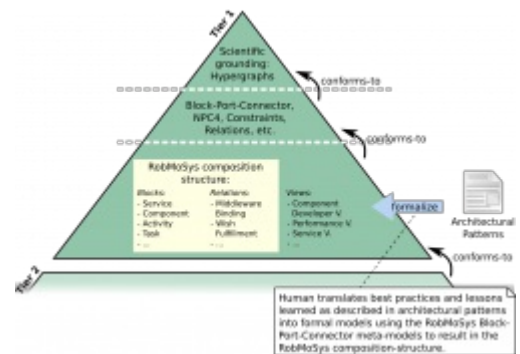 Tier 1
Scientific
grounding:
Hypergraphs
conforms-to
Block-Port-Connector,
NPC4, Constraints,
Relations, etc.
conforms-to
RobMoSys composition
structure:
Blocks:
- Service
- Component
- Activity
- Task
- ...
Relations:
- Middleware
Binding
- Wish
Fulfillment
- ...
Views:
- Component
Developer V.
- Performance V.
- Service V.
- ...
formalize
Architectural
Patterns
conforms-to
Tier 2
Human translates best practices and lessons
learned as described in architectural patterns
into formal models using the RobMoSys Block-
Port-Connector meta-models to result in the
RobMoSys composition-structure.